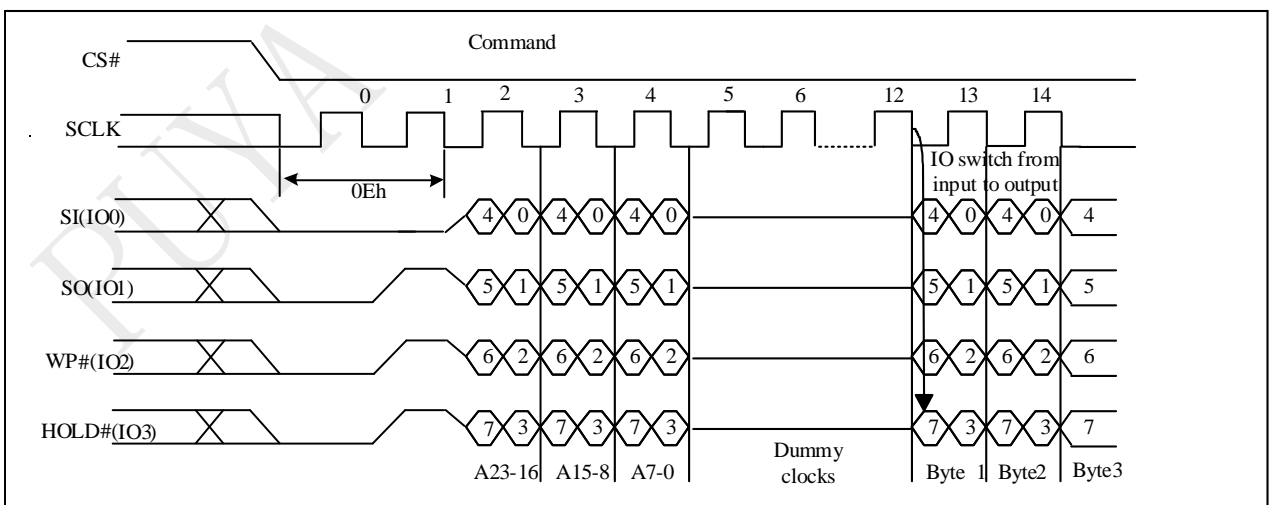 Command
CS#
0 1 2 3 4 5 6 12 13 14
SCLK
IO switch from
input to output
0Eh
SI(IO0) 4 0 4 0 4 0 4 0 4 0 4
SO(IO1) 5 1 5 1 5 1 5 1 5 1 5
WP#(IO2) 6 2 6 2 6 2 6 2 6 2 6
HOLD#(IO3) 7 3 7 3 7 3 7 3 7 3 7
A23-16 A15-8 A7-0 Dummy
clocks Byte 1 Byte2 Byte3
PUYA